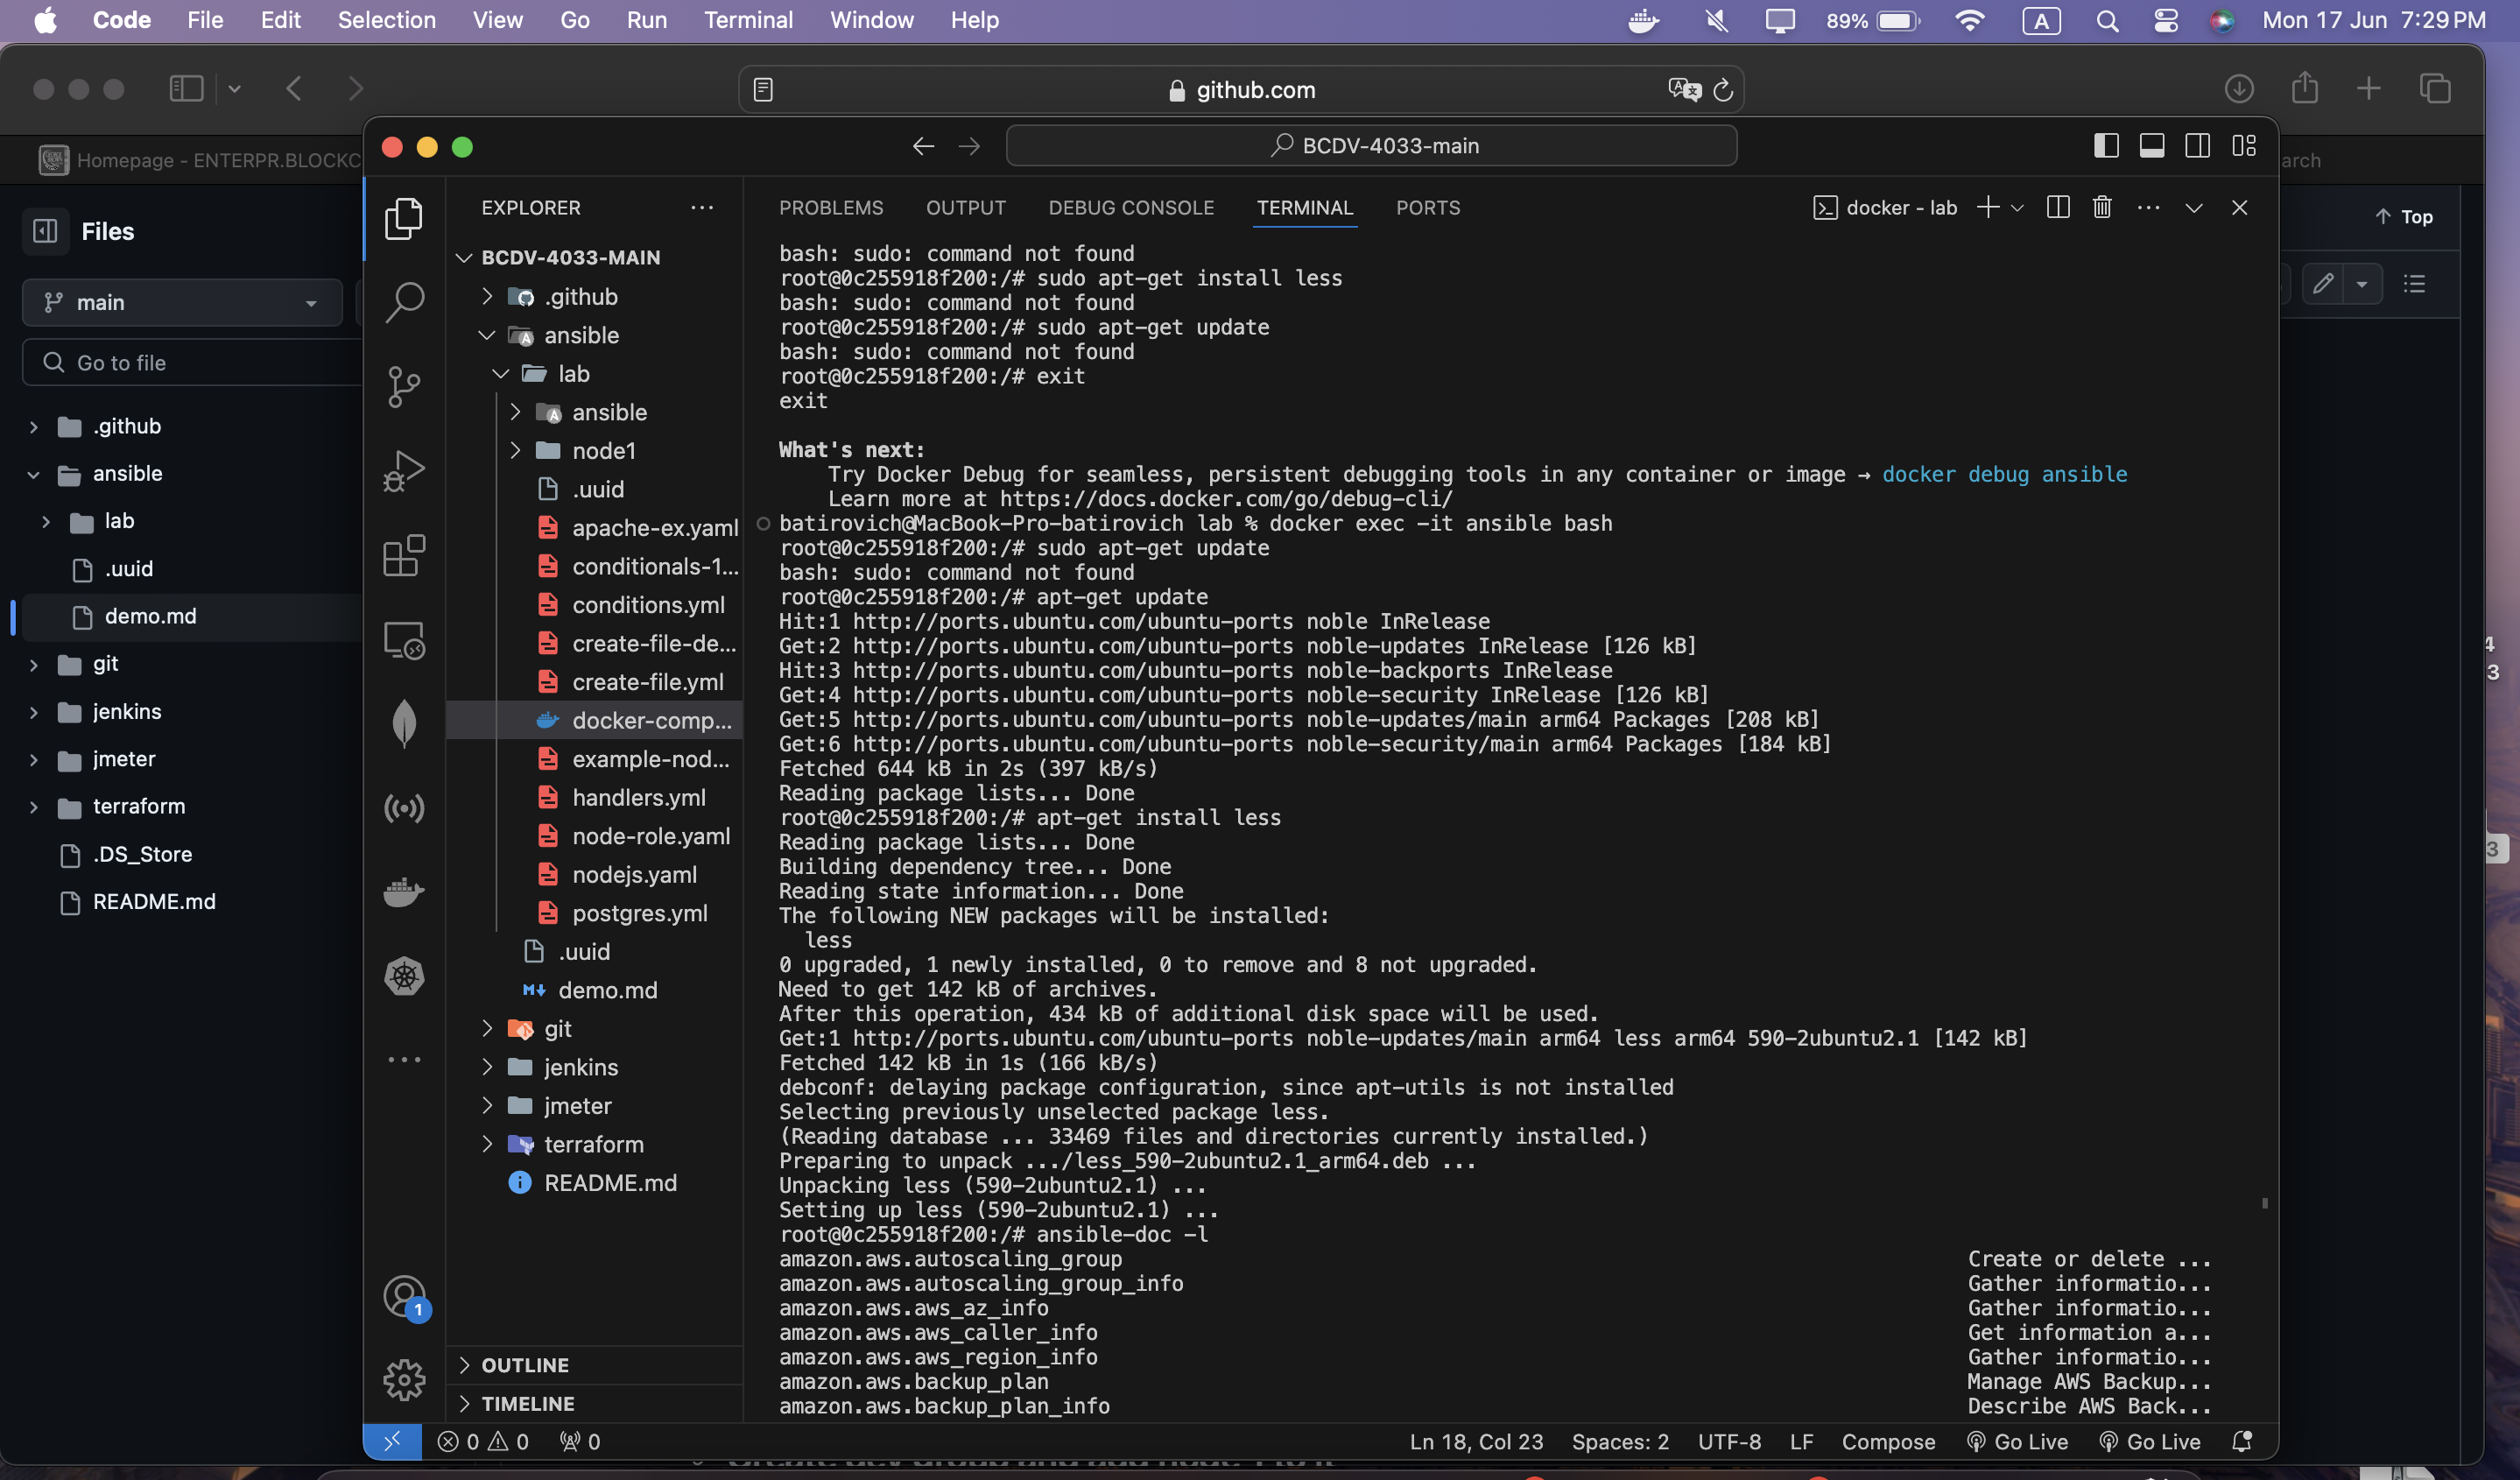 Code File Edit Selection View Go Run Terminal Window Help
89% A Mon 17 Jun 7:29 PM
github.com
Homepage - ENTERPR.BLOCKC
arch
BCDV-4033-main
Files
main
Go to file
.github
ansible
lab
.uuid
demo.md
git
jenkins
jmeter
terraform
.DS_Store
README.md
Top
EXPLORER
BCDV-4033-MAIN
.github
ansible
lab
ansible
node1
.uuid
apache-ex.yaml
conditionals-1...
conditions.yml
create-file-de...
create-file.yml
docker-comp...
example-nod...
handlers.yml
node-role.yaml
nodejs.yaml
postgres.yml
.uuid
demo.md
git
jenkins
jmeter
terraform
README.md
OUTLINE
TIMELINE
1
PROBLEMS OUTPUT DEBUG CONSOLE TERMINAL PORTS
docker - lab
bash: sudo: command not found
root@0c255918f200:/# sudo apt-get install less
bash: sudo: command not found
root@0c255918f200:/# sudo apt-get update
bash: sudo: command not found
root@0c255918f200:/# exit
exit
What's next:
Try Docker Debug for seamless, persistent debugging tools in any container or image → docker debug ansible
Learn more at https://docs.docker.com/go/debug-cli/
batirovich@MacBook-Pro-batirovich lab % docker exec -it ansible bash
root@0c255918f200:/# sudo apt-get update
bash: sudo: command not found
root@0c255918f200:/# apt-get update
Hit:1 http://ports.ubuntu.com/ubuntu-ports noble InRelease
Get:2 http://ports.ubuntu.com/ubuntu-ports noble-updates InRelease [126 kB]
Hit:3 http://ports.ubuntu.com/ubuntu-ports noble-backports InRelease
Get:4 http://ports.ubuntu.com/ubuntu-ports noble-security InRelease [126 kB]
Get:5 http://ports.ubuntu.com/ubuntu-ports noble-updates/main arm64 Packages [208 kB]
Get:6 http://ports.ubuntu.com/ubuntu-ports noble-security/main arm64 Packages [184 kB]
Fetched 644 kB in 2s (397 kB/s)
Reading package lists... Done
root@0c255918f200:/# apt-get install less
Reading package lists... Done
Building dependency tree... Done
Reading state information... Done
The following NEW packages will be installed:
less
0 upgraded, 1 newly installed, 0 to remove and 8 not upgraded.
Need to get 142 kB of archives.
After this operation, 434 kB of additional disk space will be used.
Get:1 http://ports.ubuntu.com/ubuntu-ports noble-updates/main arm64 less arm64 590-2ubuntu2.1 [142 kB]
Fetched 142 kB in 1s (166 kB/s)
debconf: delaying package configuration, since apt-utils is not installed
Selecting previously unselected package less.
(Reading database ... 33469 files and directories currently installed.)
Preparing to unpack .../less_590-2ubuntu2.1_arm64.deb ...
Unpacking less (590-2ubuntu2.1) ...
Setting up less (590-2ubuntu2.1) ...
root@0c255918f200:/# ansible-doc -l
amazon.aws.autoscaling_group Create or delete ...
amazon.aws.autoscaling_group_info Gather informatio...
amazon.aws.aws_az_info Gather informatio...
amazon.aws.aws_caller_info Get information a...
amazon.aws.aws_region_info Gather informatio...
amazon.aws.backup_plan Manage AWS Backup...
amazon.aws.backup_plan_info Describe AWS Back...
4
3
3
0 0 0 Ln 18, Col 23 Spaces: 2 UTF-8 LF Compose Go Live Go Live
Create dev group and add node 1 to it